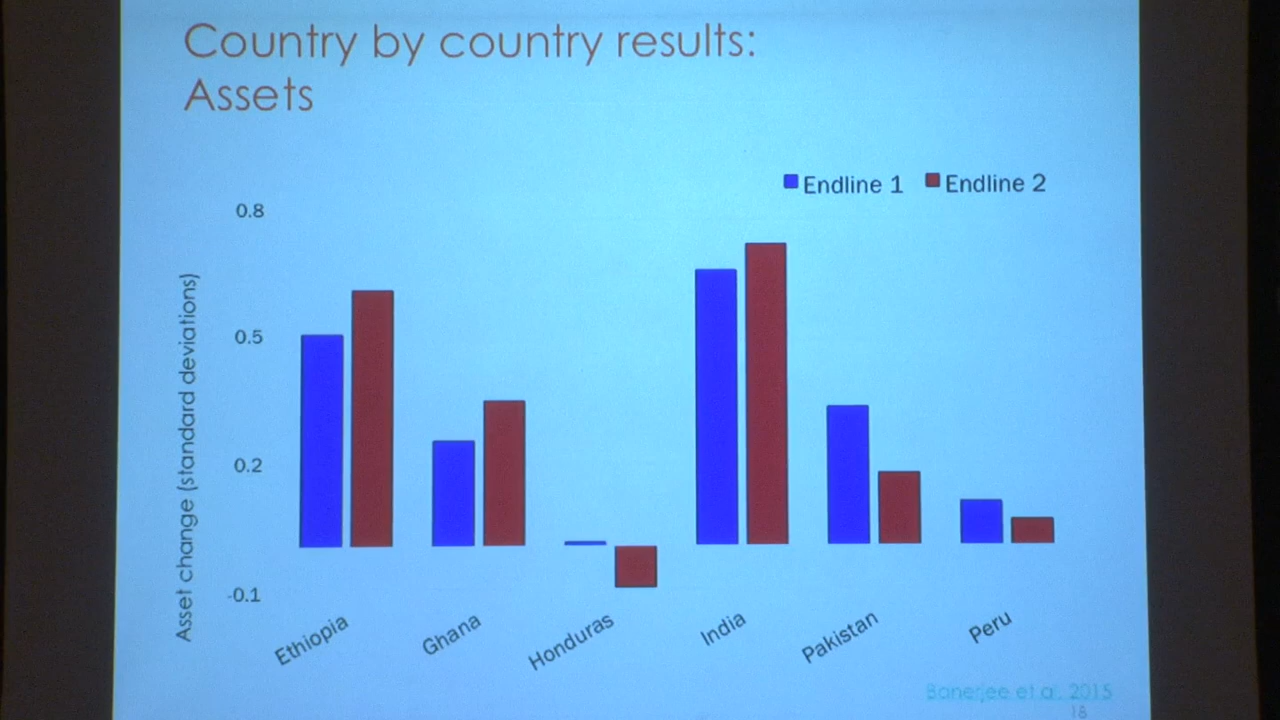 Country by country results:
Assets
Endline 1 Endline 2
0.8
0.5
0.2
-0.1
Asset change (standard deviations)
Ethiopia Ghana Honduras India Pakistan Peru
Banerjee et al. 2015
18